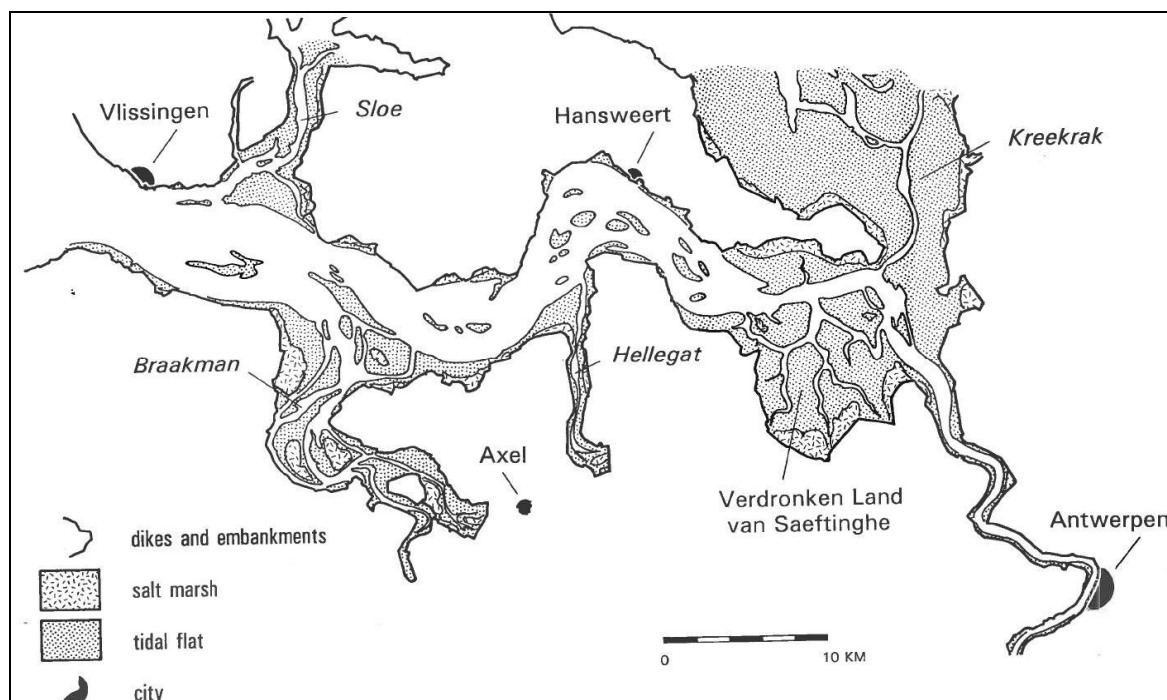 Vlissingen
Sloe
Hansweert
Kreekrak
Braakman
Hellegat
Axel
Verdronken Land
van Saeftinghe
Antwerpen
dikes and embankments
salt marsh
tidal flat
city
0 10 KM